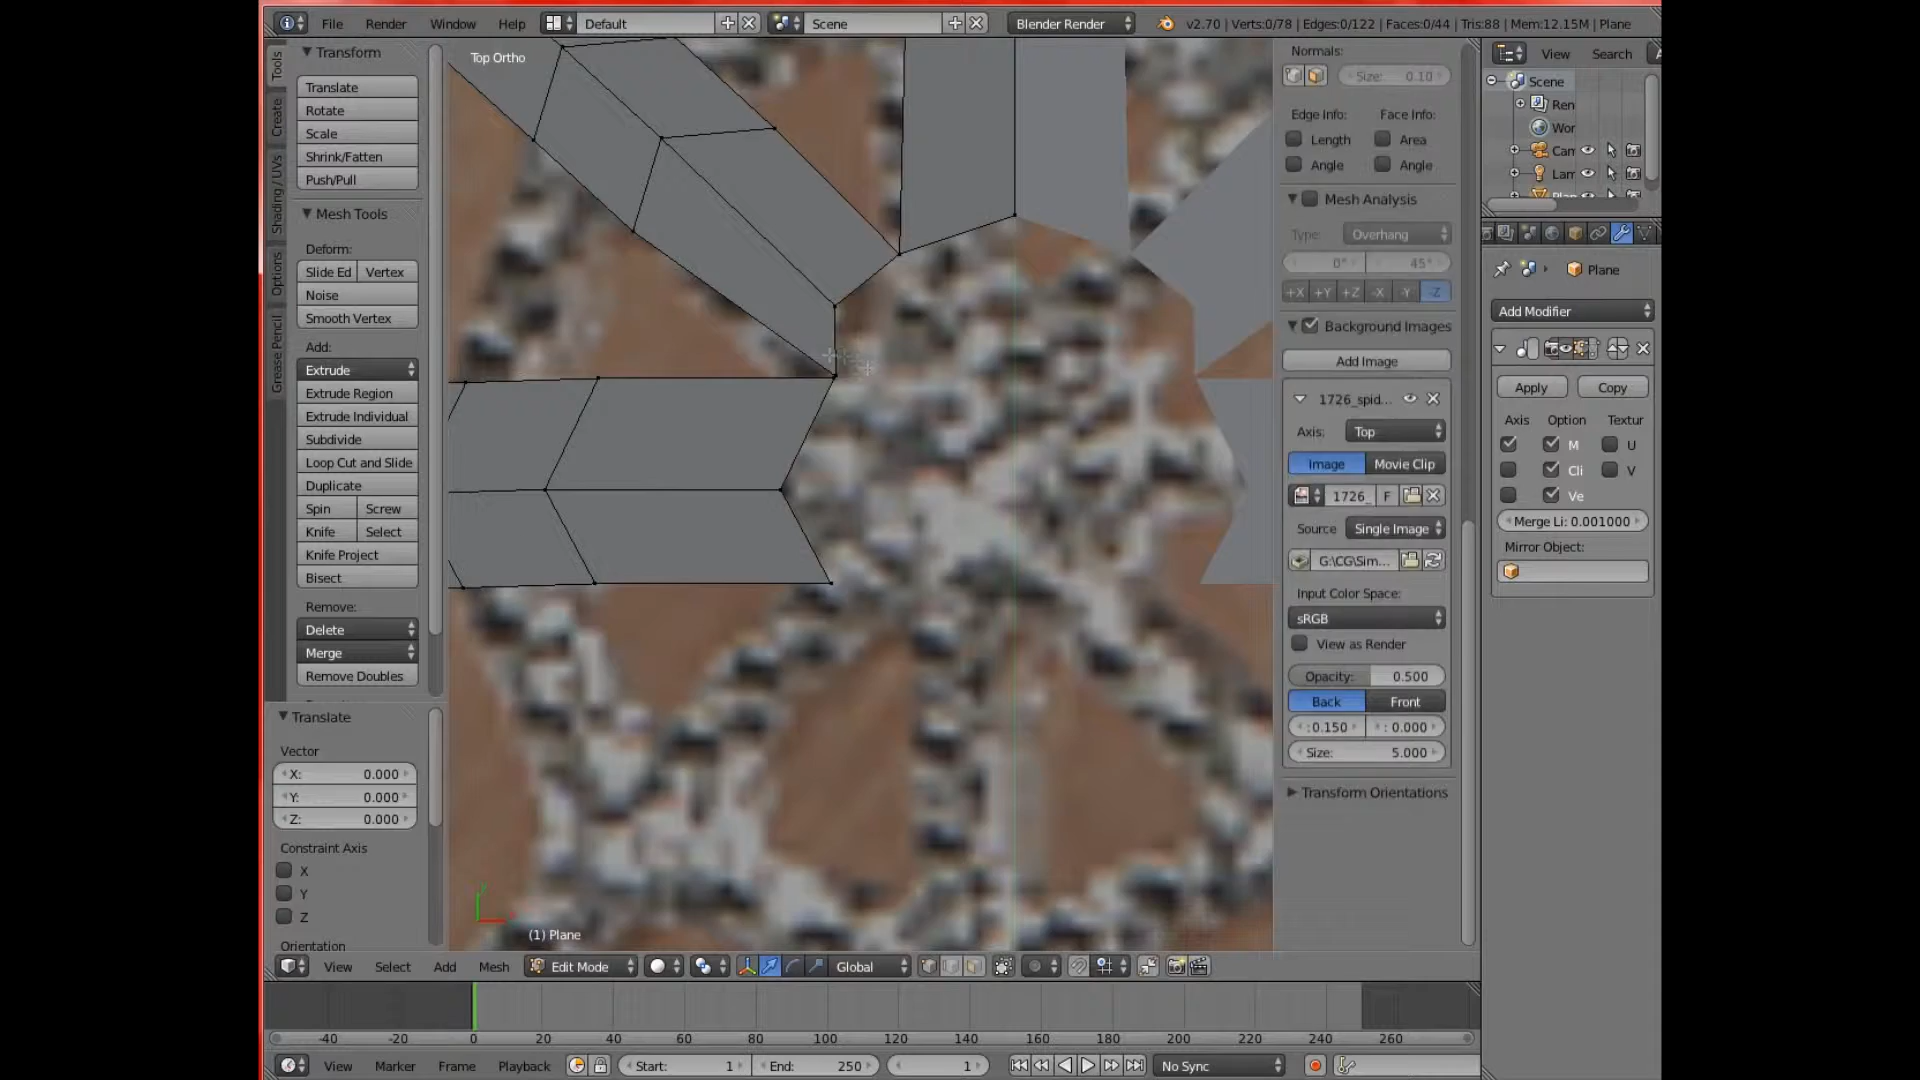 File Render Window Help Default Scene Blender Render v2.70 | Verts:0/78 | Edges:0/122 | Faces:0/44 | Tris:88 | Mem:12.15M | Plane
Tools
Create
Shading / UVs
Options
Grease Pencil
Transform
Translate
Rotate
Scale
Shrink/Fatten
Push/Pull
Mesh Tools
Deform:
Slide Ed Vertex
Noise
Smooth Vertex
Add:
Extrude
Extrude Region
Extrude Individual
Subdivide
Loop Cut and Slide
Duplicate
Spin Screw
Knife Select
Knife Project
Bisect
Remove:
Delete
Merge
Remove Doubles
Translate
Vector
X: 0.000
Y: 0.000
Z: 0.000
Constraint Axis
X
Y
Z
Orientation
Top Ortho
(1) Plane
Normals:
Size: 0.10
Edge Info: Face Info:
Length Area
Angle Angle
Mesh Analysis
Type: Overhang
0° 45°
+X +Y +Z -X -Y -Z
Background Images
Add Image
1726_spid...
Axis: Top
Image Movie Clip
1726_ F
Source Single Image
G:\CG\Sim...
Input Color Space:
sRGB
View as Render
Opacity: 0.500
Back Front
:0.150 : 0.000
Size: 5.000
Transform Orientations
View Search
Scene
Ren
Wor
Can
Lam
Plane
Add Modifier
Apply Copy
Axis Option Textur
M U
Cli V
Ve
Merge Li: 0.001000
Mirror Object:
View Select Add Mesh Edit Mode Global
-40 -20 0 20 40 60 80 100 120 140 160 180 200 220 240 260
View Marker Frame Playback Start: 1 End: 250 1 No Sync